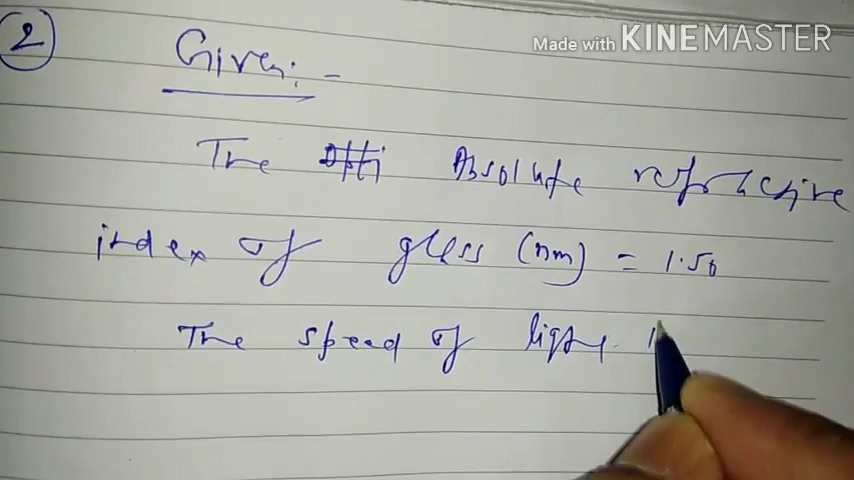 Made with KINEMASTER
2 Given:-
The Absolute refractive
index of glass (nm) = 1.50
The speed of light